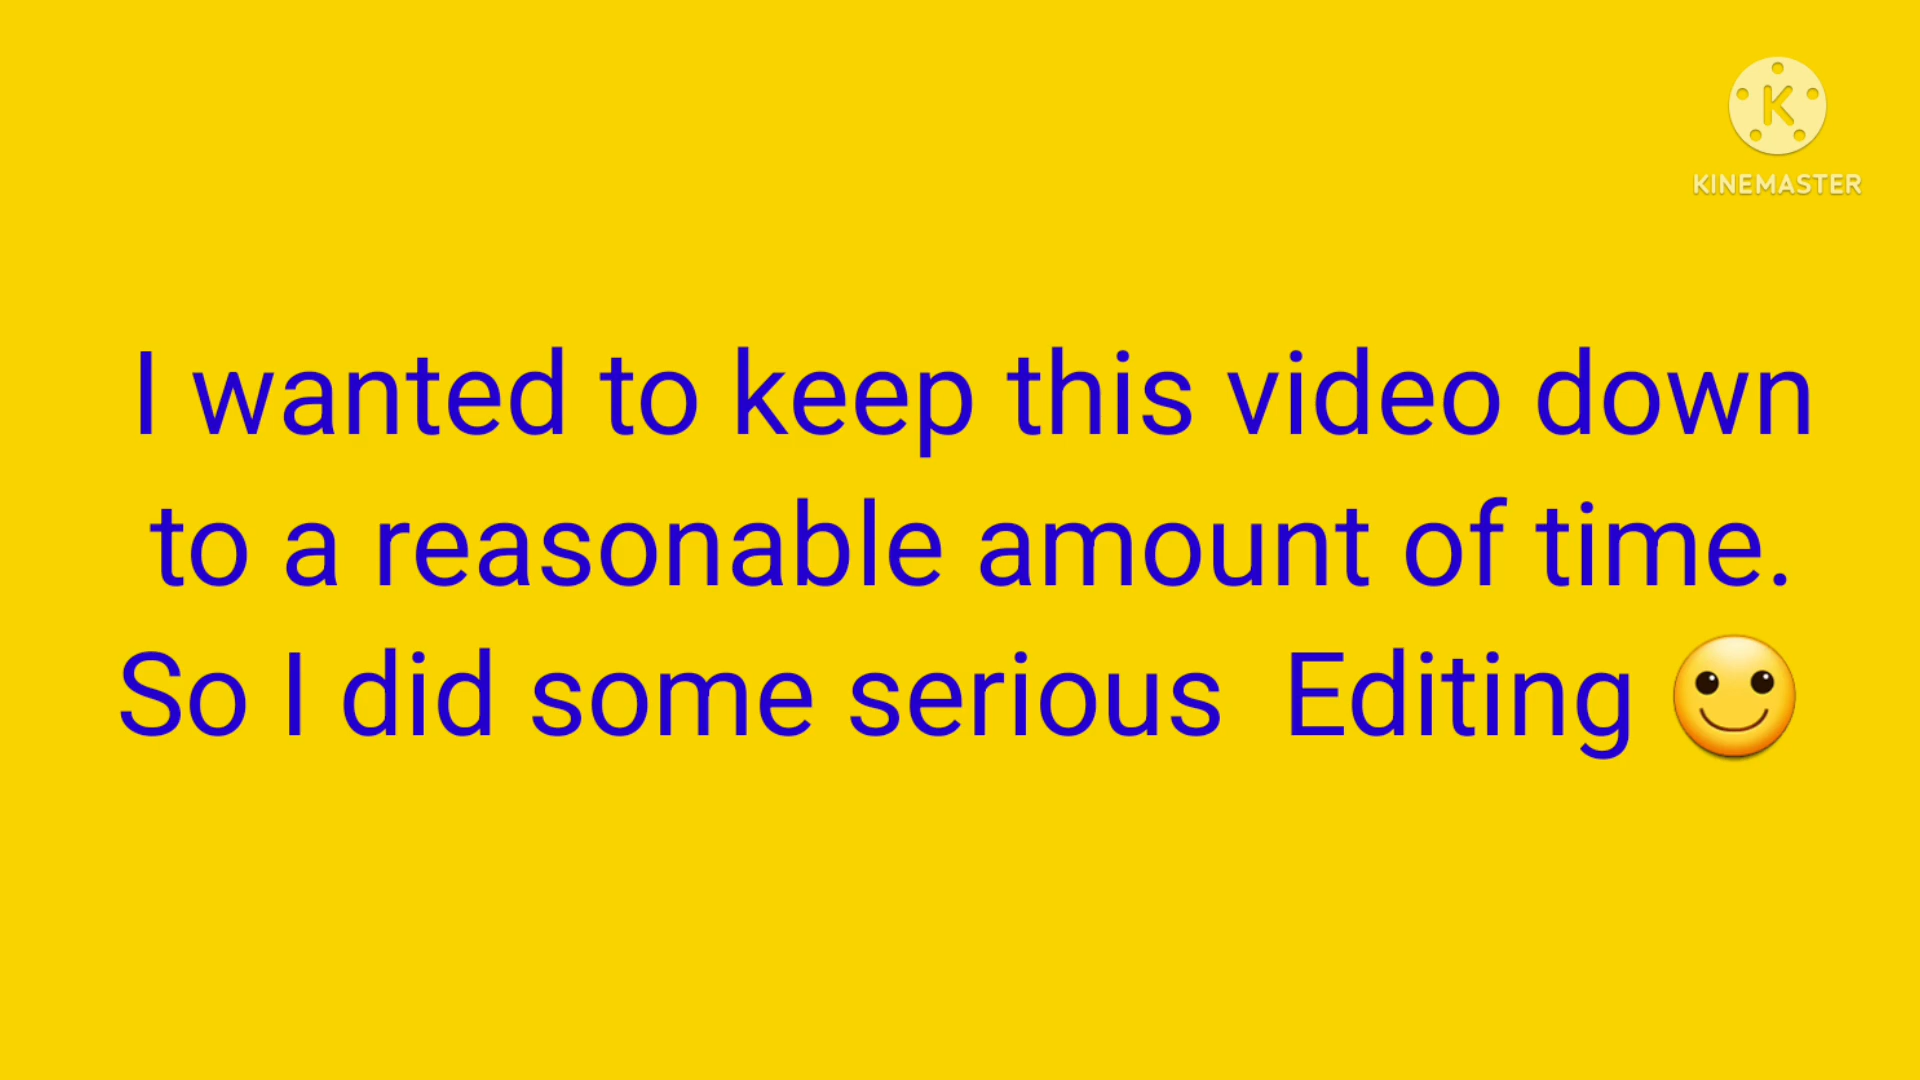 K
KINEMASTER
I wanted to keep this video down
to a reasonable amount of time.
So I did some serious  Editing 🙂